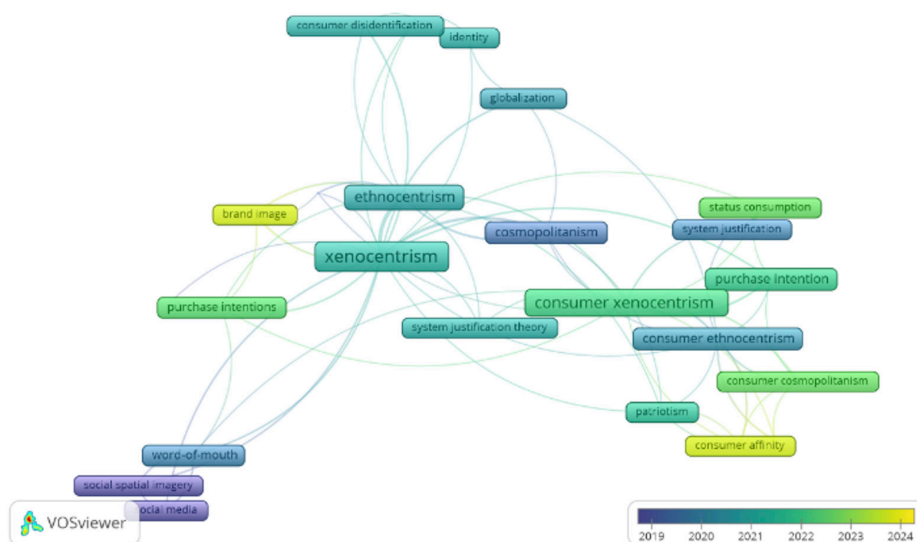 consumer disidentification
identity
globalization
ethnocentrism
brand image
status consumption
cosmopolitanism
system justification
xenocentrism
purchase intention
consumer xenocentrism
purchase intentions
system justification theory
consumer ethnocentrism
consumer cosmopolitanism
patriotism
consumer affinity
word-of-mouth
social spatial imagery
ocial media
VOSviewer
2019 2020 2021 2022 2023 2024